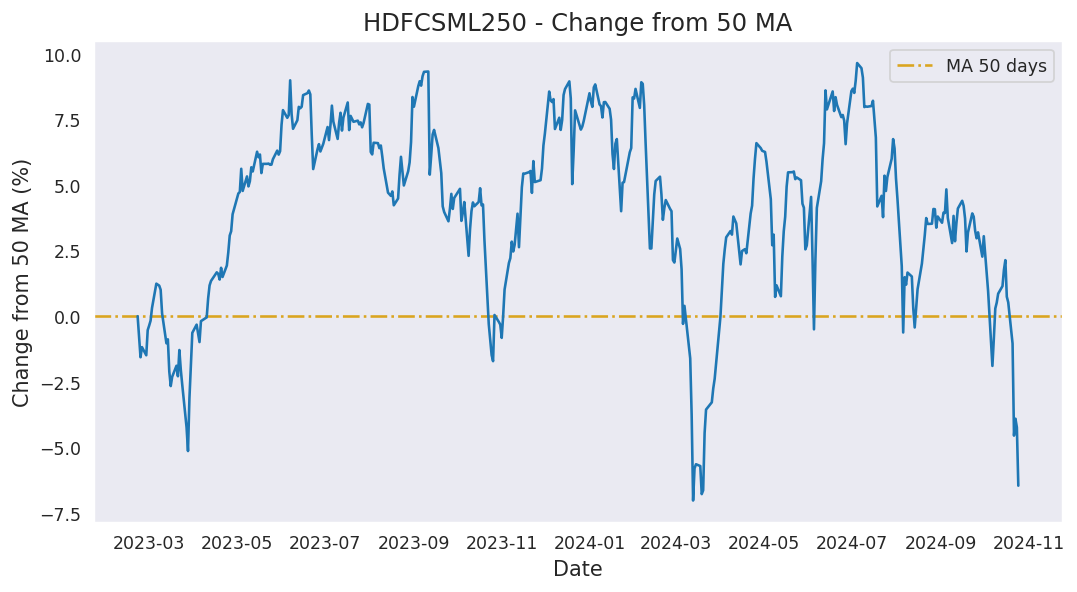 HDFCSML250 - Change from 50 MA
MA 50 days
Change from 50 MA (%)
10.0
7.5
5.0
2.5
0.0
−2.5
−5.0
−7.5
2023-03 2023-05 2023-07 2023-09 2023-11 2024-01 2024-03 2024-05 2024-07 2024-09 2024-11
Date